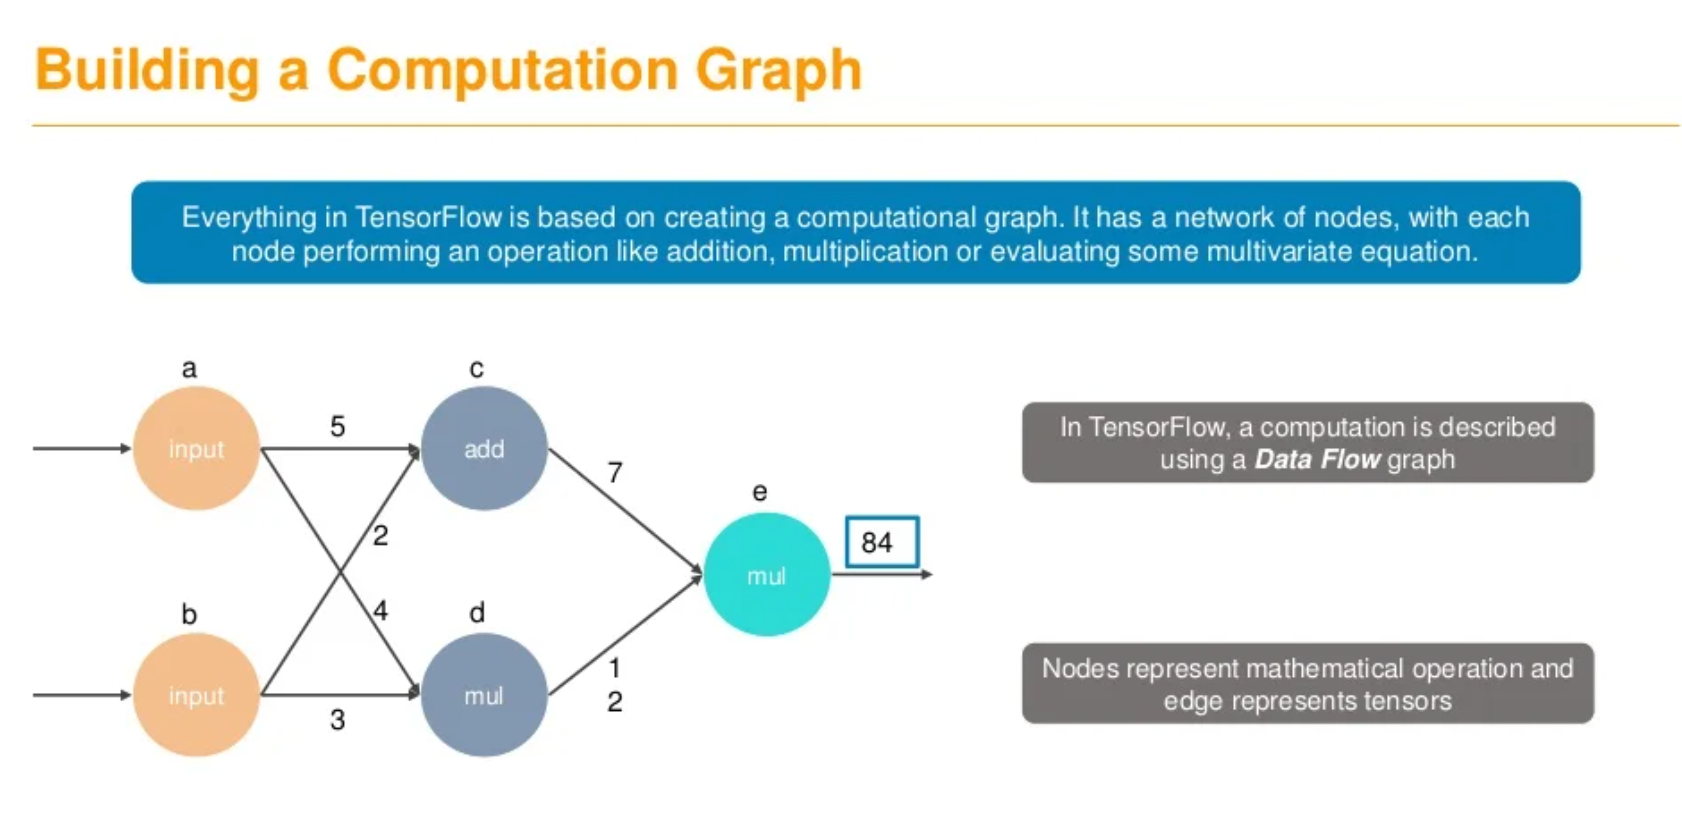 Building a Computation Graph
Everything in TensorFlow is based on creating a computational graph. It has a network of nodes, with each
node performing an operation like addition, multiplication or evaluating some multivariate equation.
a
c
input
5
add
7
2
e
mul
84
b
4
d
input
3
mul
1
2
In TensorFlow, a computation is described
using a Data Flow graph
Nodes represent mathematical operation and
edge represents tensors